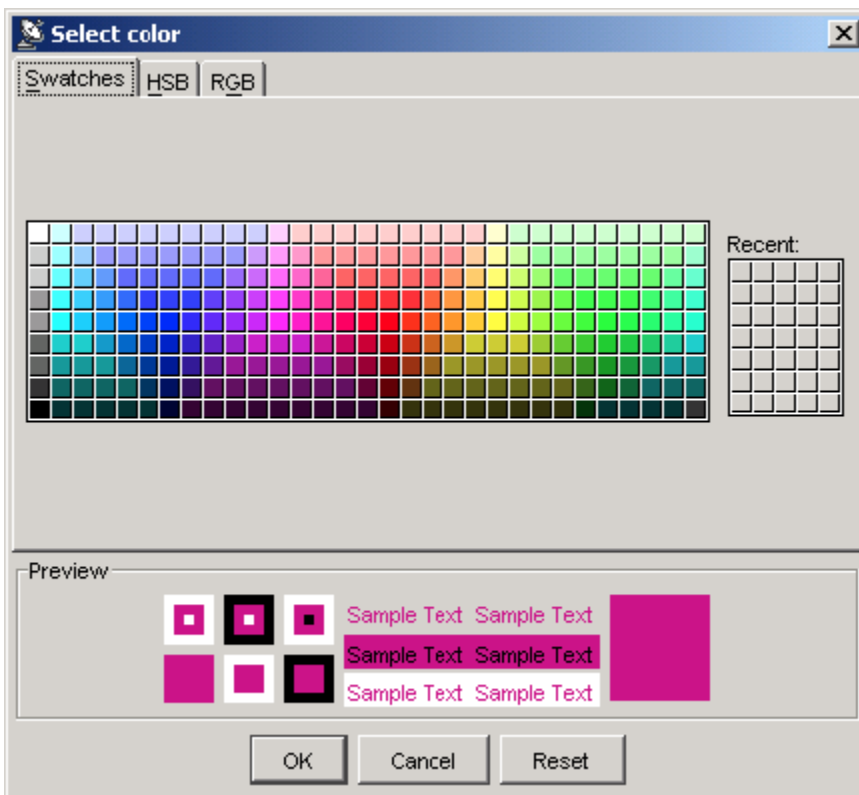 Select color
Swatches HSB RGB
Recent:
Preview
Sample Text Sample Text
Sample Text Sample Text
Sample Text Sample Text
OK Cancel Reset